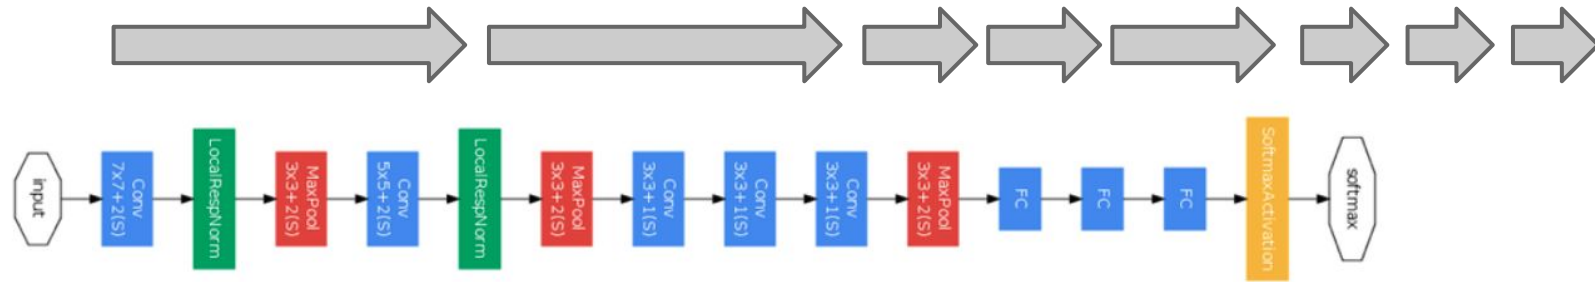 input
Conv
7x7+2(S)
LocalRespNorm
MaxPool
3x3+2(S)
Conv
5x5+2(S)
LocalRespNorm
MaxPool
3x3+2(S)
Conv
3x3+1(S)
Conv
3x3+1(S)
Conv
3x3+1(S)
MaxPool
3x3+2(S)
FC
FC
FC
SoftmaxActivation
softmax